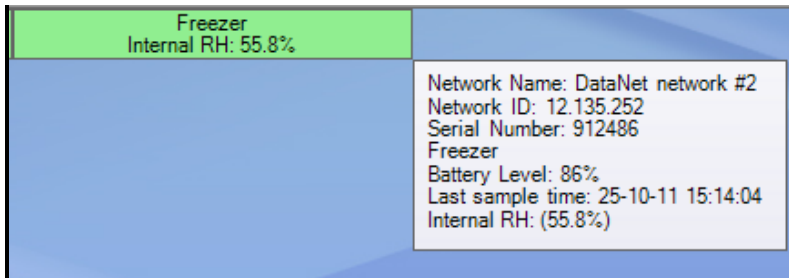 Freezer
Internal RH: 55.8%
Network Name: DataNet network #2
Network ID: 12.135.252
Serial Number: 912486
Freezer
Battery Level: 86%
Last sample time: 25-10-11 15:14:04
Internal RH: (55.8%)